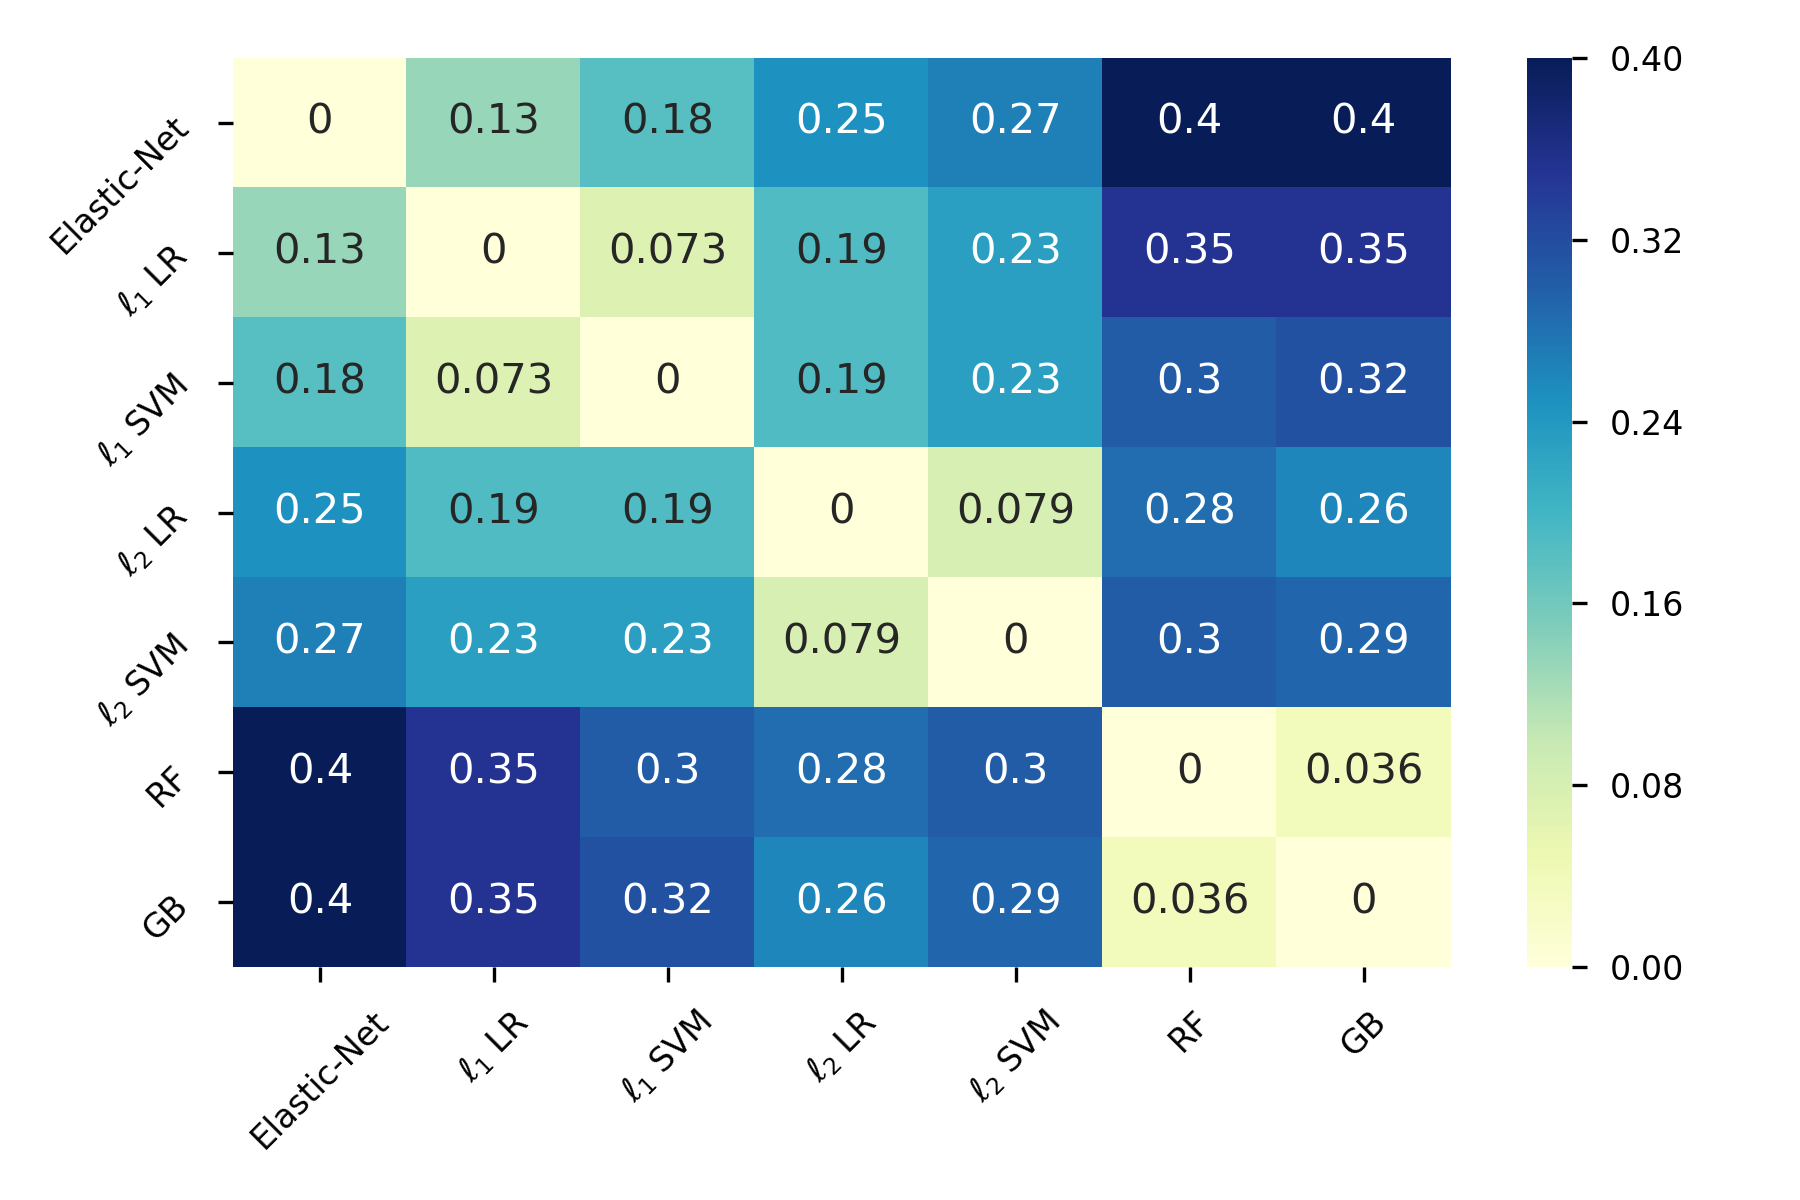 Elastic-Net 0 0.13 0.18 0.25 0.27 0.4 0.4
ℓ₁ LR 0.13 0 0.073 0.19 0.23 0.35 0.35
ℓ₁ SVM 0.18 0.073 0 0.19 0.23 0.3 0.32
ℓ₂ LR 0.25 0.19 0.19 0 0.079 0.28 0.26
ℓ₂ SVM 0.27 0.23 0.23 0.079 0 0.3 0.29
RF 0.4 0.35 0.3 0.28 0.3 0 0.036
GB 0.4 0.35 0.32 0.26 0.29 0.036 0
Elastic-Net ℓ₁ LR ℓ₁ SVM ℓ₂ LR ℓ₂ SVM RF GB
0.40
0.32
0.24
0.16
0.08
0.00